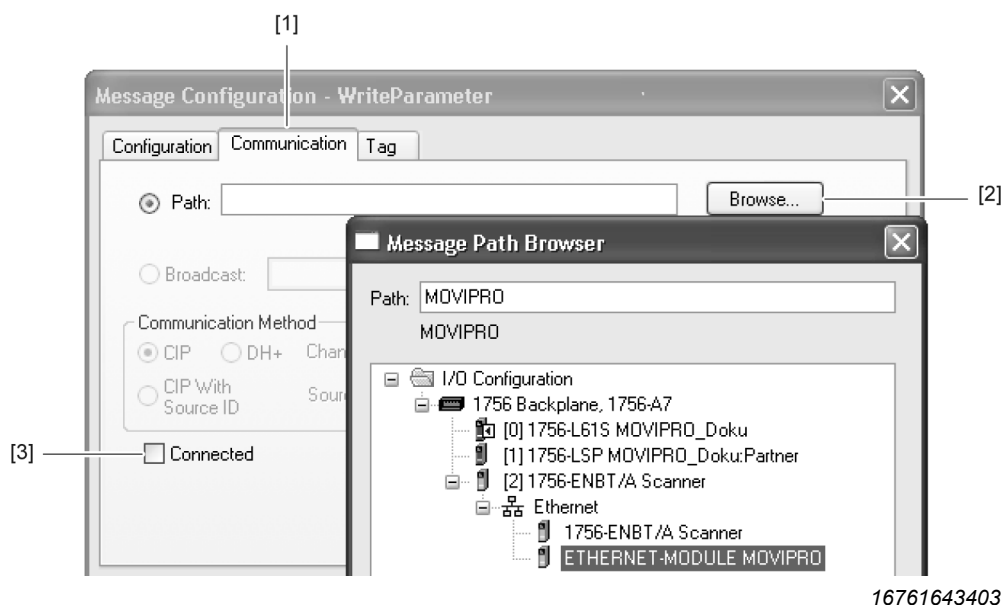 [1]
Message Configuration - WriteParameter
Configuration Communication Tag
Path: Browse... [2]
Message Path Browser
Broadcast:
Path: MOVIPRO
MOVIPRO
Communication Method
CIP DH+ Chan
CIP With
Source ID Sour
[3] Connected
I/O Configuration
1756 Backplane, 1756-A7
[0] 1756-L61S MOVIPRO_Doku
[1] 1756-LSP MOVIPRO_Doku:Partner
[2] 1756-ENBT/A Scanner
Ethernet
1756-ENBT/A Scanner
ETHERNET-MODULE MOVIPRO
16761643403